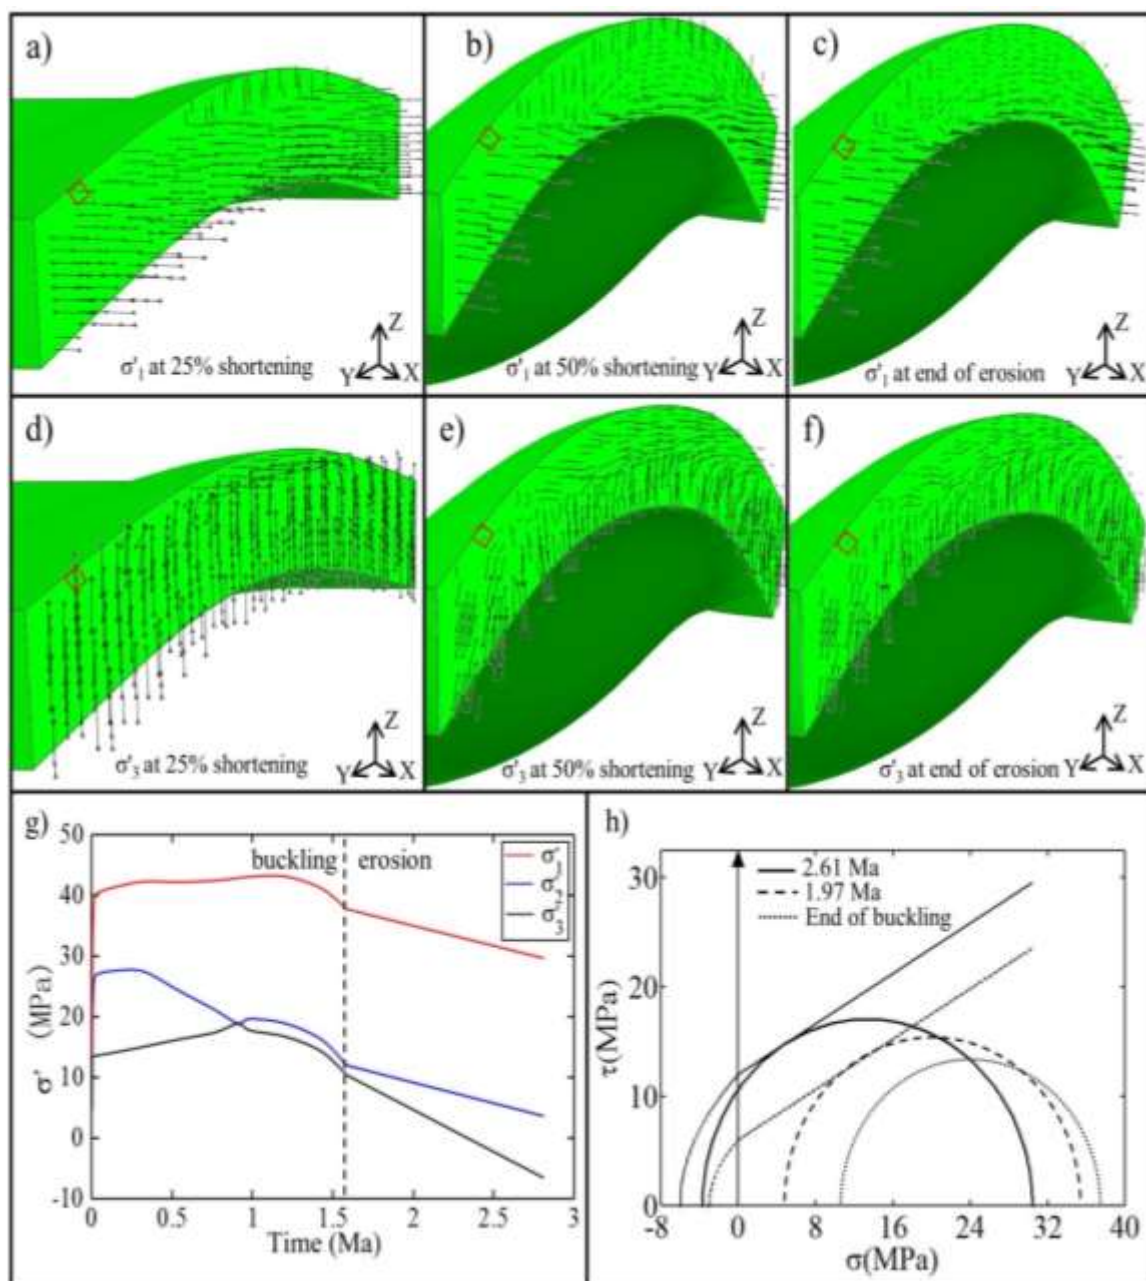 a)
Z
Y
X
σ'₁ at 25% shortening
b)
Z
Y
X
σ'₁ at 50% shortening
c)
Z
Y
X
σ'₁ at end of erosion
d)
Z
Y
X
σ'₃ at 25% shortening
e)
Z
Y
X
σ'₃ at 50% shortening
f)
Z
Y
X
σ'₃ at end of erosion
g)
50
40
30
20
10
0
-10
σ' (MPa)
buckling erosion
σ'₁
σ'₂
σ'₃
0 0.5 1 1.5 2 2.5 3
Time (Ma)
h)
30
20
10
0
τ(MPa)
2.61 Ma
1.97 Ma
End of buckling
-8 0 8 16 24 32 40
σ(MPa)